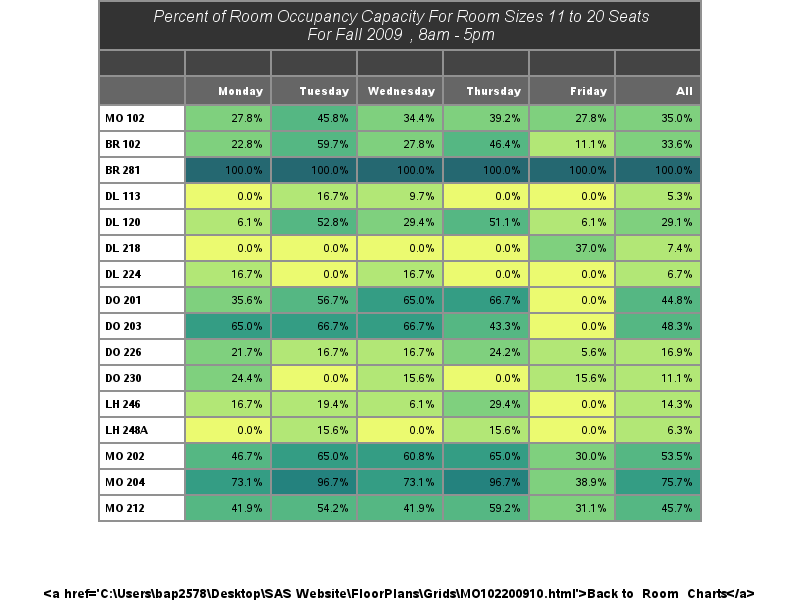 Percent of Room Occupancy Capacity For Room Sizes 11 to 20 Seats
For Fall 2009 , 8am - 5pm
Monday Tuesday Wednesday Thursday Friday All
MO 102 27.8% 45.8% 34.4% 39.2% 27.8% 35.0%
BR 102 22.8% 59.7% 27.8% 46.4% 11.1% 33.6%
BR 281 100.0% 100.0% 100.0% 100.0% 100.0% 100.0%
DL 113 0.0% 16.7% 9.7% 0.0% 0.0% 5.3%
DL 120 6.1% 52.8% 29.4% 51.1% 6.1% 29.1%
DL 218 0.0% 0.0% 0.0% 0.0% 37.0% 7.4%
DL 224 16.7% 0.0% 16.7% 0.0% 0.0% 6.7%
DO 201 35.6% 56.7% 65.0% 66.7% 0.0% 44.8%
DO 203 65.0% 66.7% 66.7% 43.3% 0.0% 48.3%
DO 226 21.7% 16.7% 16.7% 24.2% 5.6% 16.9%
DO 230 24.4% 0.0% 15.6% 0.0% 15.6% 11.1%
LH 246 16.7% 19.4% 6.1% 29.4% 0.0% 14.3%
LH 248A 0.0% 15.6% 0.0% 15.6% 0.0% 6.3%
MO 202 46.7% 65.0% 60.8% 65.0% 30.0% 53.5%
MO 204 73.1% 96.7% 73.1% 96.7% 38.9% 75.7%
MO 212 41.9% 54.2% 41.9% 59.2% 31.1% 45.7%
&lt;a href='C:\Users\bap2578\Desktop\SAS Website\FloorPlans\Grids\MO102200910.html'&gt;Back to Room Charts&lt;/a&gt;